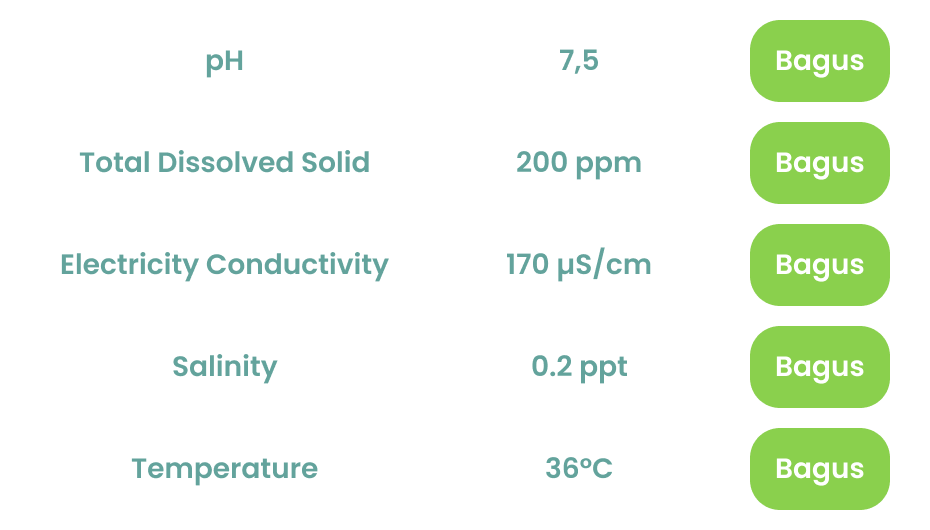 pH 7,5 Bagus
Total Dissolved Solid 200 ppm Bagus
Electricity Conductivity 170 µS/cm Bagus
Salinity 0.2 ppt Bagus
Temperature 36°C Bagus